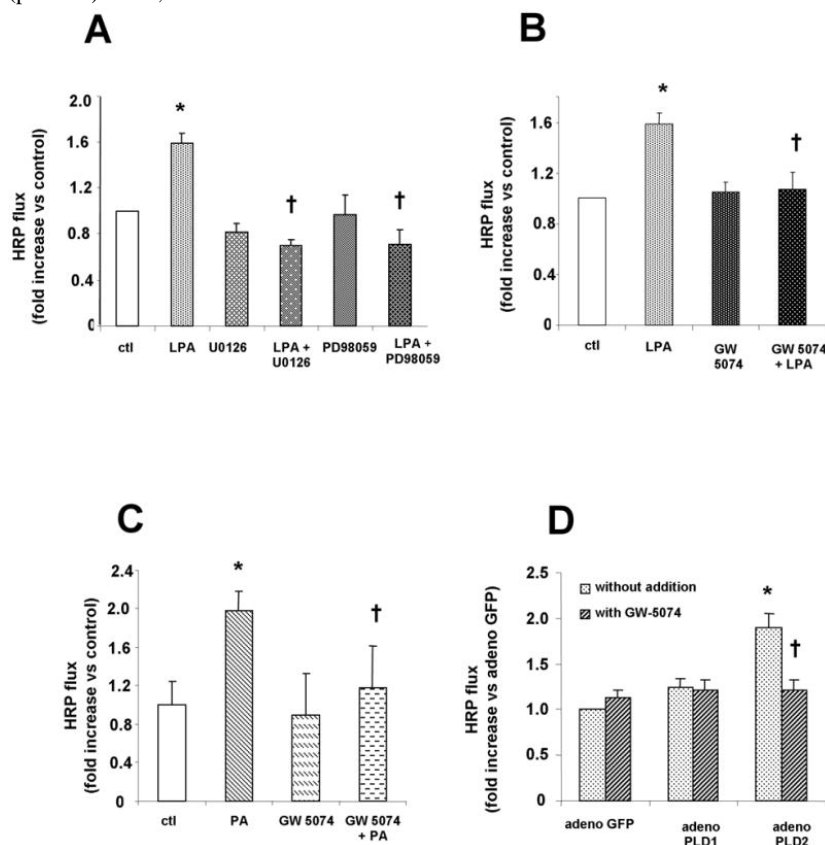 A
HRP flux
(fold increase vs control)
2.0
1.6
1.2
0.8
0.4
0
*
†
†
ctl
LPA
U0126
LPA +
U0126
PD98059
LPA +
PD98059
B
HRP flux
(fold increase vs control)
1.6
1.2
0.8
0.4
0
*
†
ctl
LPA
GW
5074
GW 5074
+ LPA
C
HRP flux
(fold increase vs control)
2.4
2.0
1.6
1.2
0.8
0.4
0
*
†
ctl
PA
GW 5074
GW 5074
+ PA
D
HRP flux
(fold increase vs adeno GFP)
2.5
2.0
1.5
1.0
0.5
0
without addition
with GW-5074
*
†
adeno GFP
adeno
PLD1
adeno
PLD2